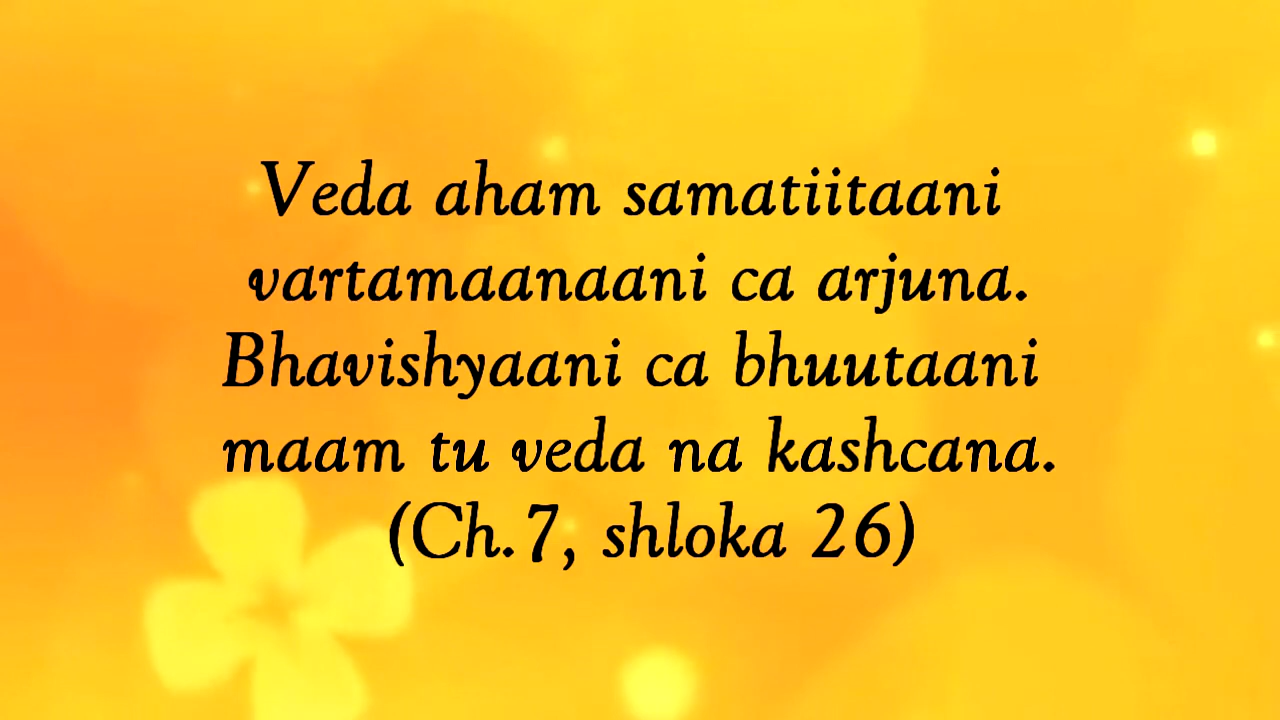 Veda aham samatiitaani
vartamaanaani ca arjuna.
Bhavishyaani ca bhuutaani
maam tu veda na kashcana.
(Ch.7, shloka 26)